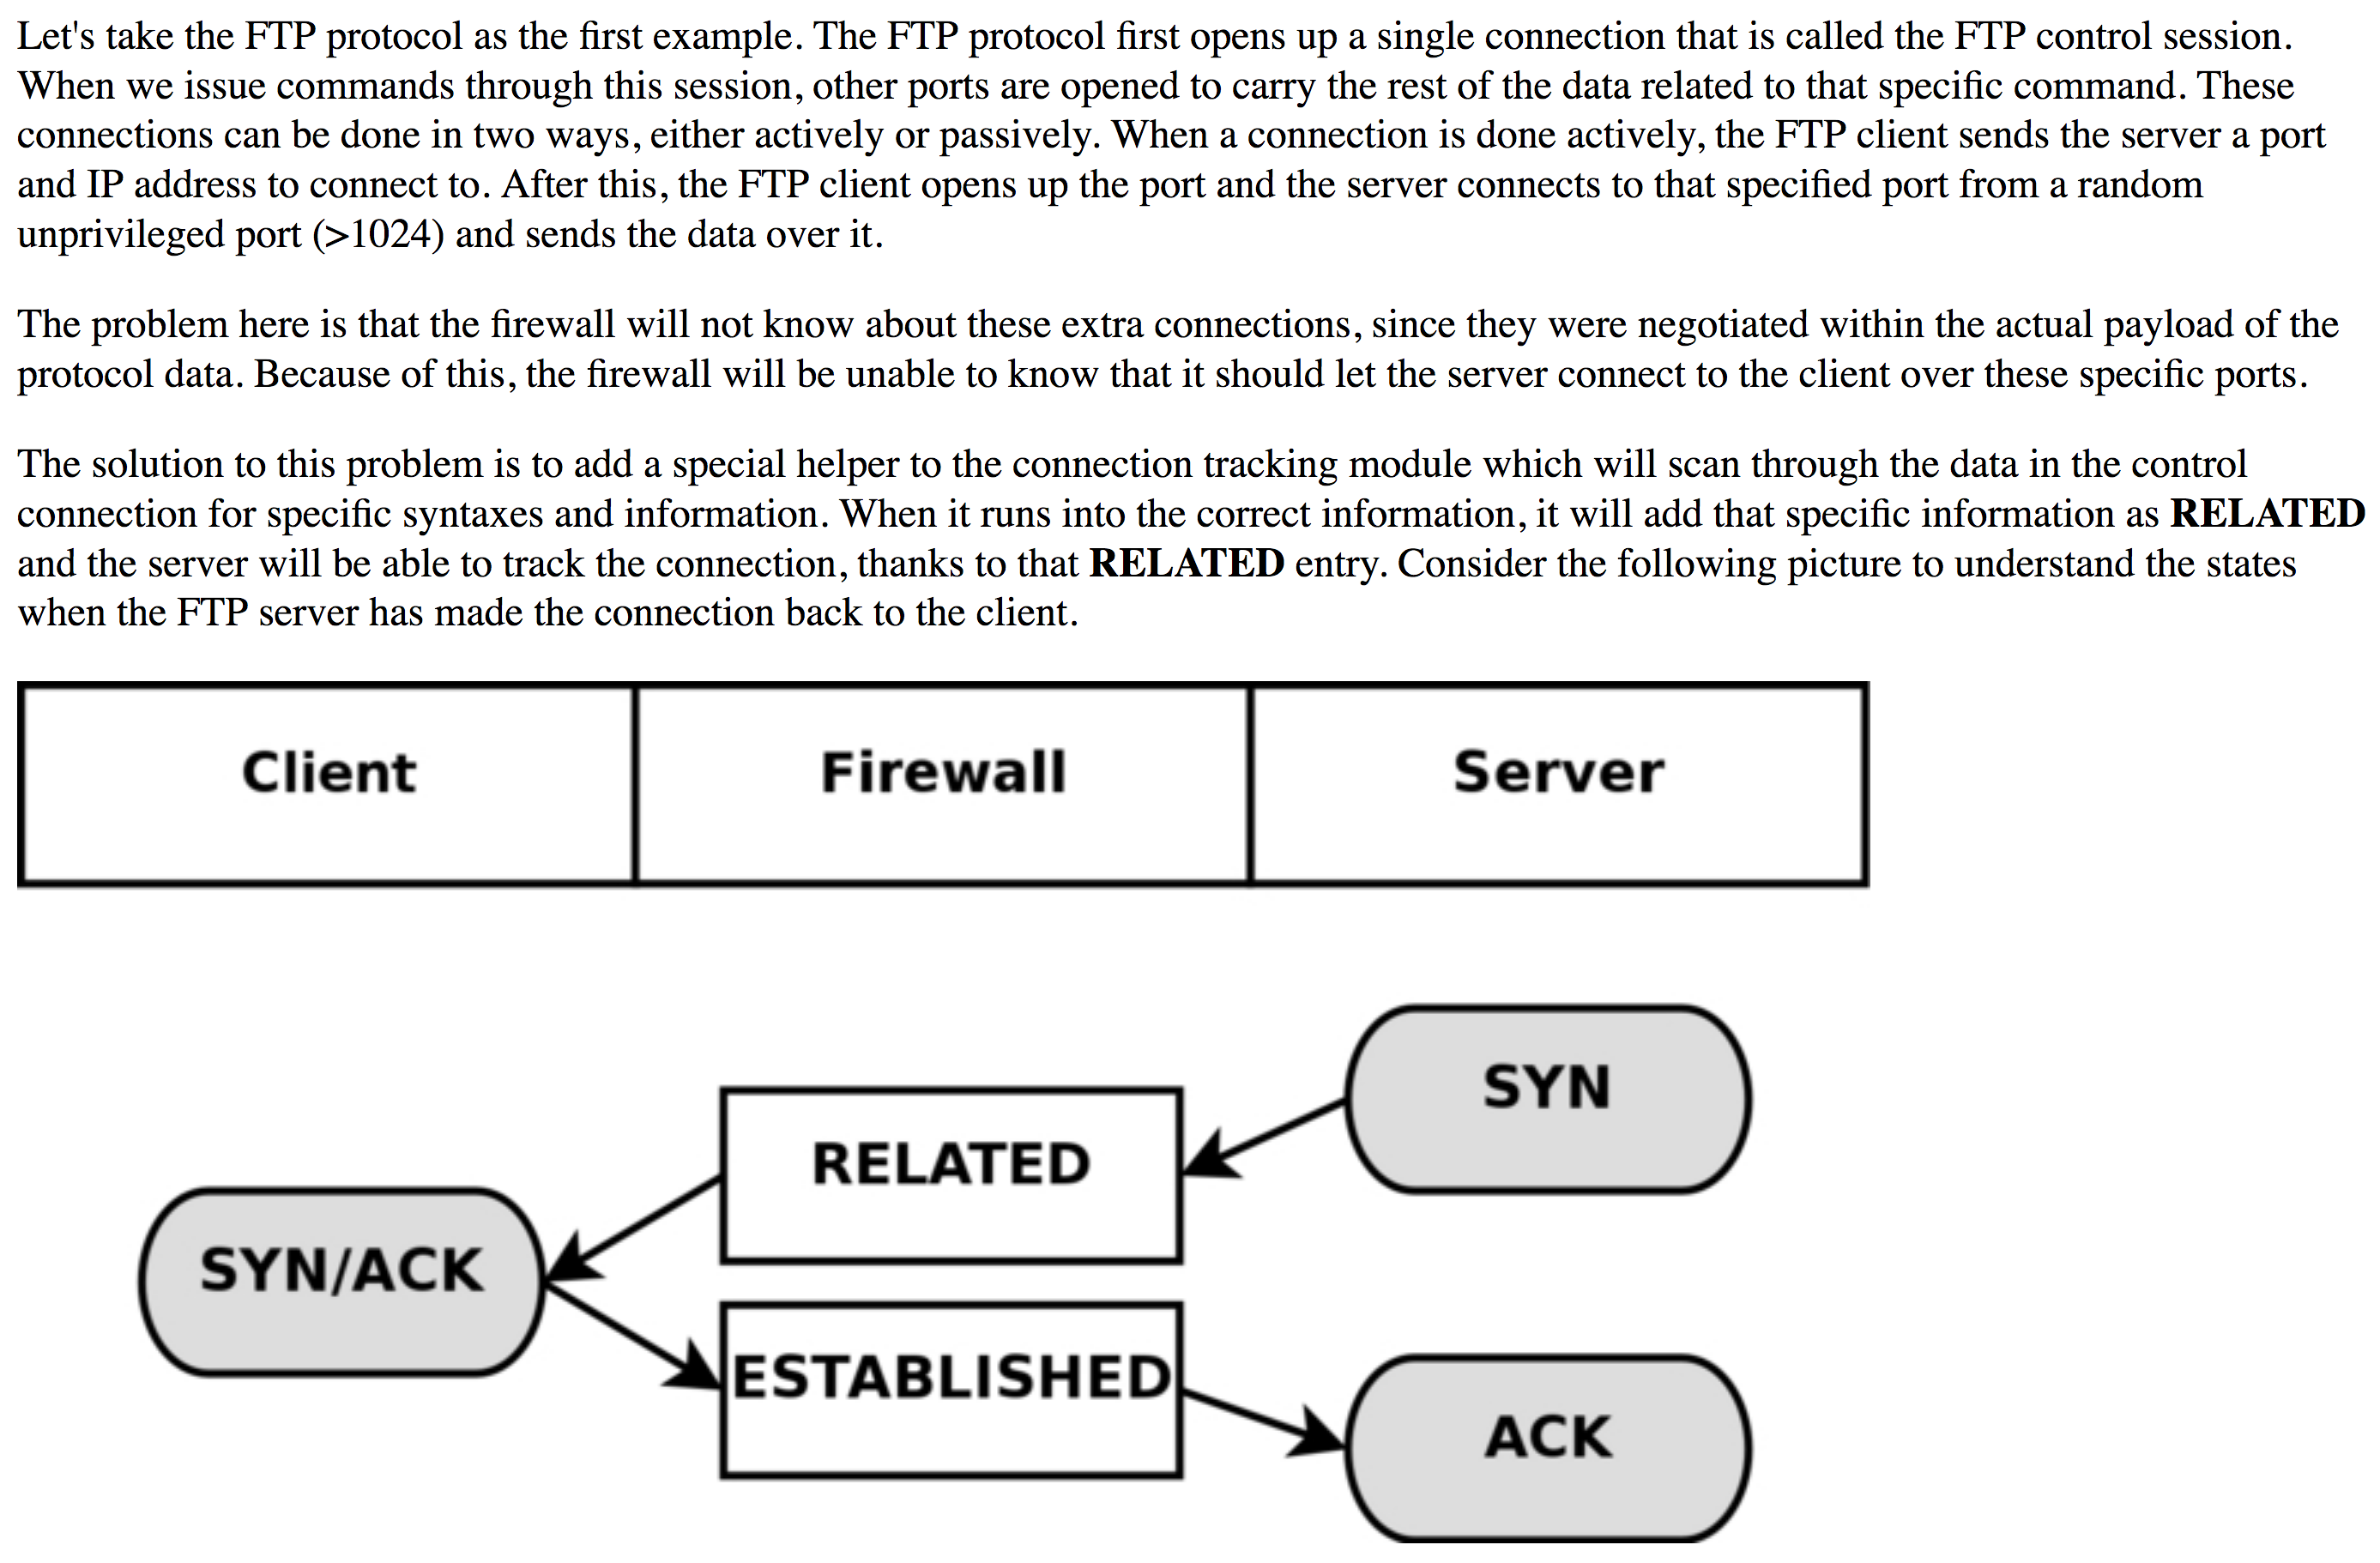 Let's take the FTP protocol as the first example. The FTP protocol first opens up a single connection that is called the FTP control session.
When we issue commands through this session, other ports are opened to carry the rest of the data related to that specific command. These
connections can be done in two ways, either actively or passively. When a connection is done actively, the FTP client sends the server a port
and IP address to connect to. After this, the FTP client opens up the port and the server connects to that specified port from a random
unprivileged port (>1024) and sends the data over it.
The problem here is that the firewall will not know about these extra connections, since they were negotiated within the actual payload of the
protocol data. Because of this, the firewall will be unable to know that it should let the server connect to the client over these specific ports.
The solution to this problem is to add a special helper to the connection tracking module which will scan through the data in the control
connection for specific syntaxes and information. When it runs into the correct information, it will add that specific information as RELATED
and the server will be able to track the connection, thanks to that RELATED entry. Consider the following picture to understand the states
when the FTP server has made the connection back to the client.
Client
Firewall
Server
SYN
RELATED
SYN/ACK
ESTABLISHED
ACK